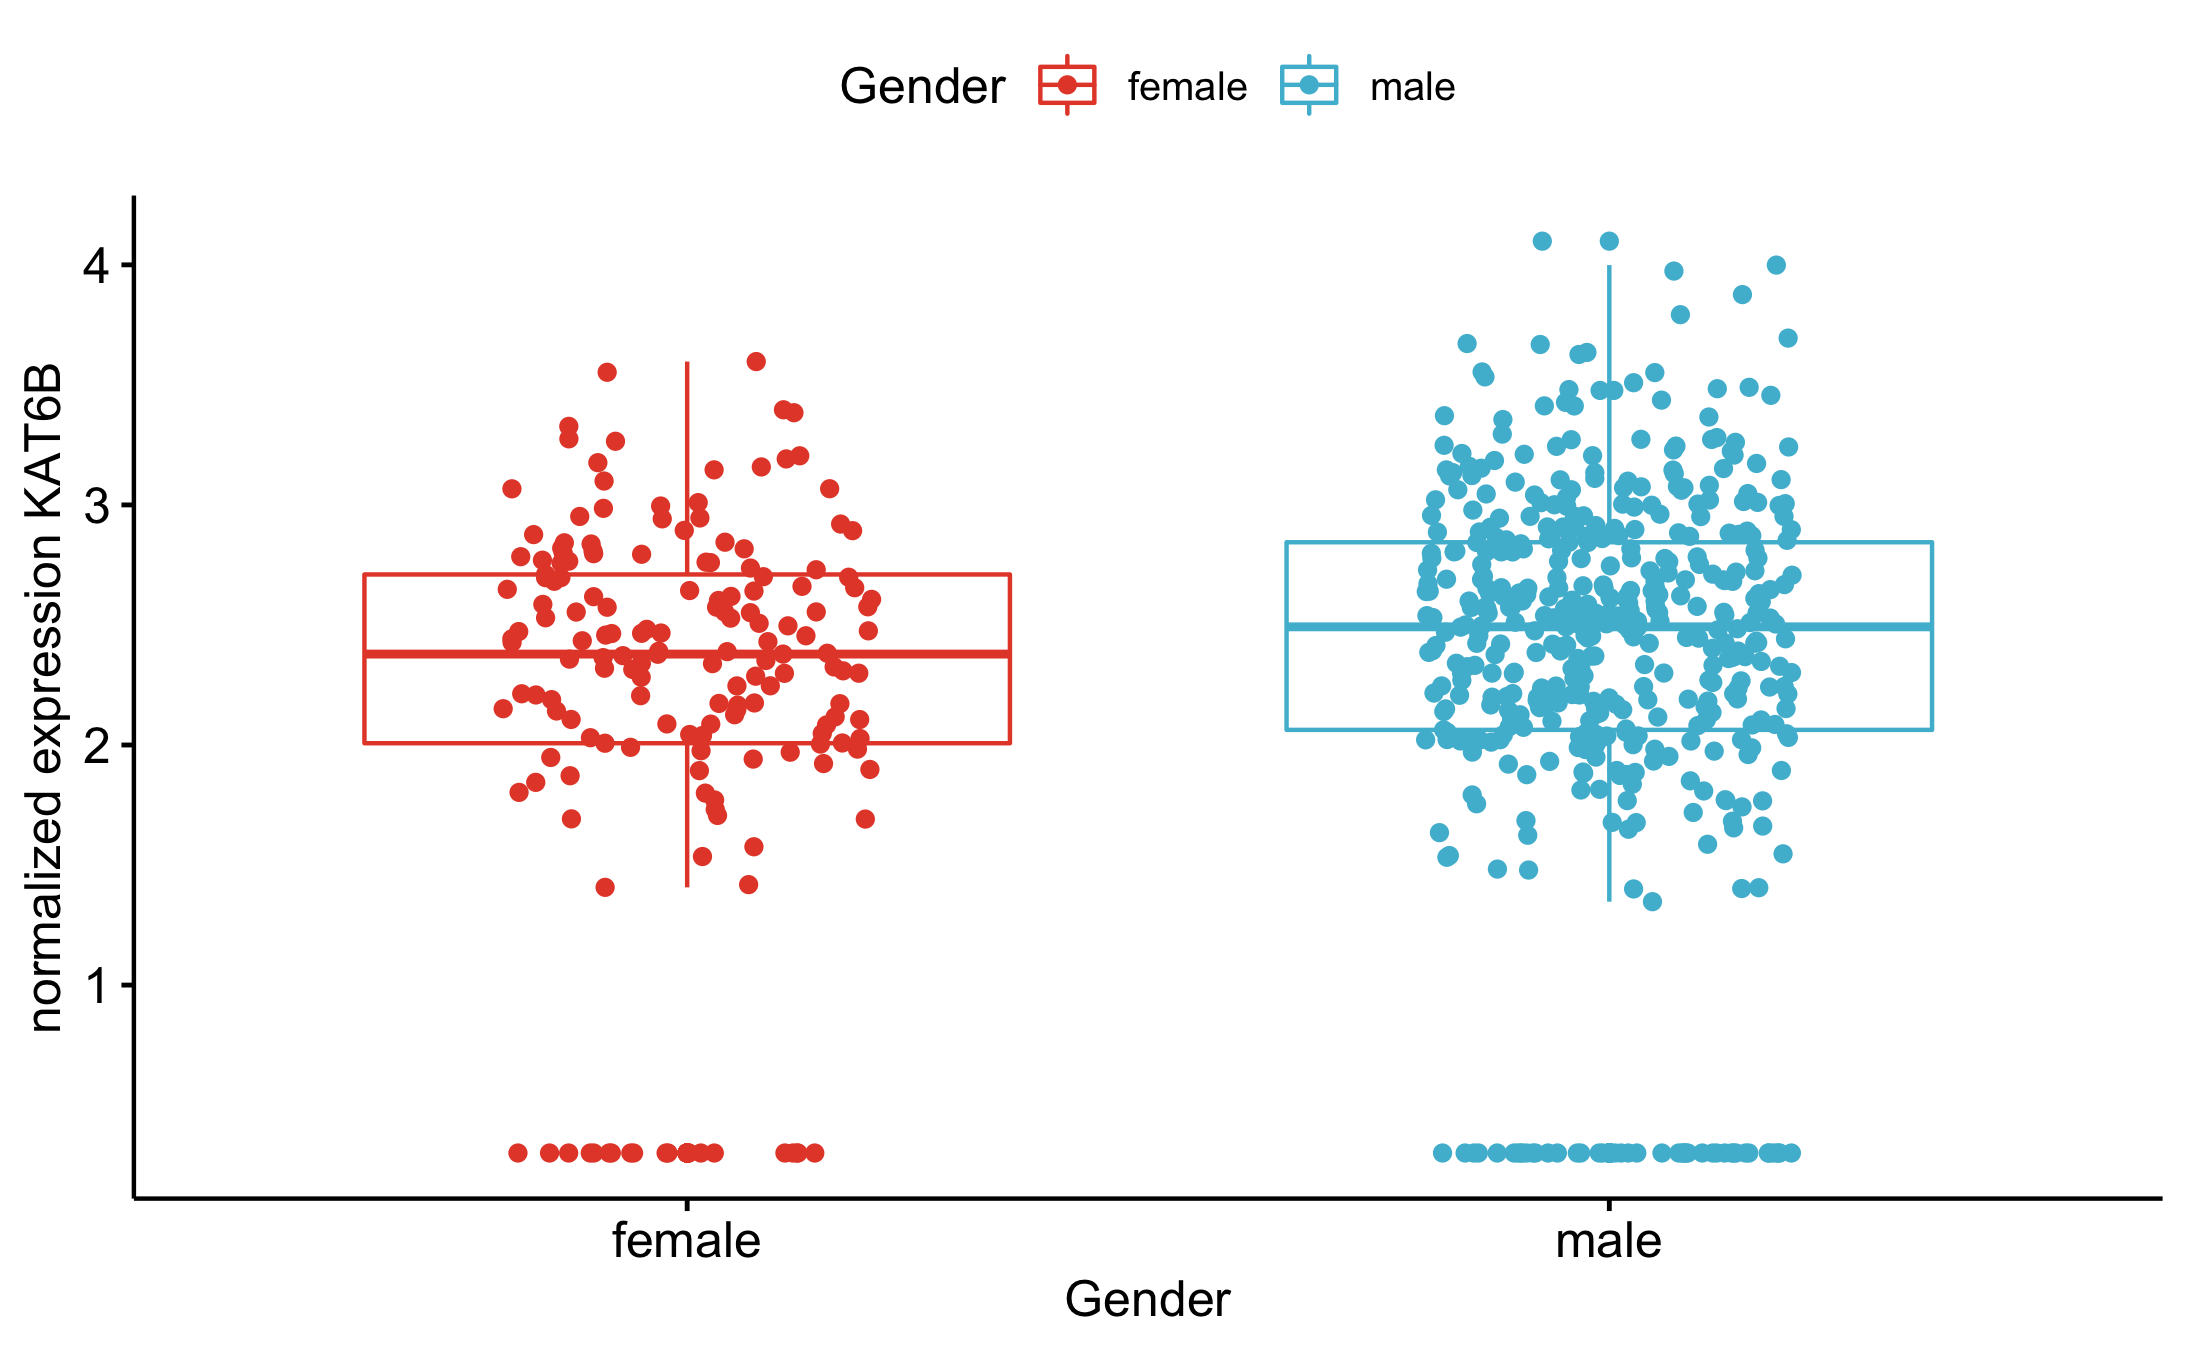 Gender female male
4
3
2
1
normalized expression KAT6B
female male
Gender